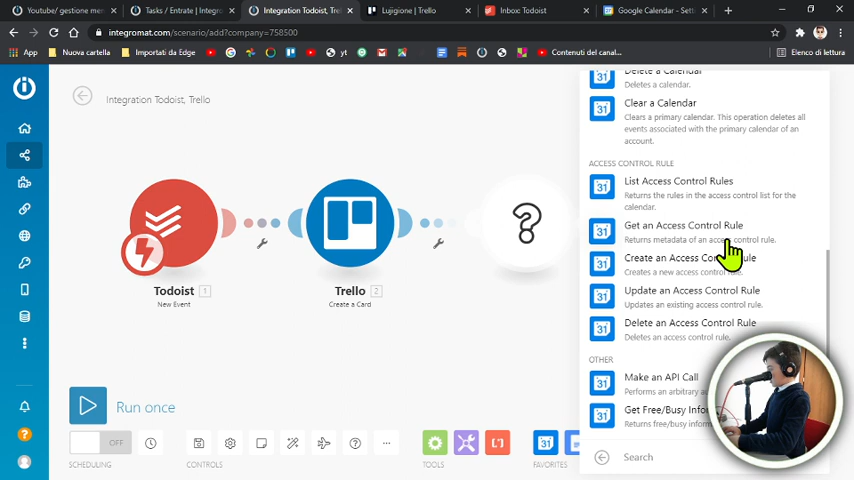 Youtube/ gestione me
Tasks / Entrate | Integro
Integration Todoist, Tre
Lujigione | Trello
Inbox: Todoist
Google Calendar - Sett
integromat.com/scenario/add?company=758500
App
Nuova cartella
Importati da Edge
yt
Contenuti del canal...
Elenco di lettura
Integration Todoist, Trello
Todoist 1
New Event
Trello 2
Create a Card
?
Delete a Calendar
Deletes a calendar.
Clear a Calendar
Clears a primary calendar. This operation deletes all
events associated with the primary calendar of an
account.
ACCESS CONTROL RULE
List Access Control Rules
Returns the rules in the access control list for the
calendar.
Get an Access Control Rule
Returns metadata of an access control rule.
Create an Access Control Rule
Creates a new access control rule.
Update an Access Control Rule
Updates an existing access control rule.
Delete an Access Control Rule
Deletes an access control rule.
OTHER
Make an API Call
Performs an arbitrary au
Get Free/Busy Infor
Returns free/busy inform
Search
Run once
OFF
SCHEDULING
CONTROLS
TOOLS
FAVORITES